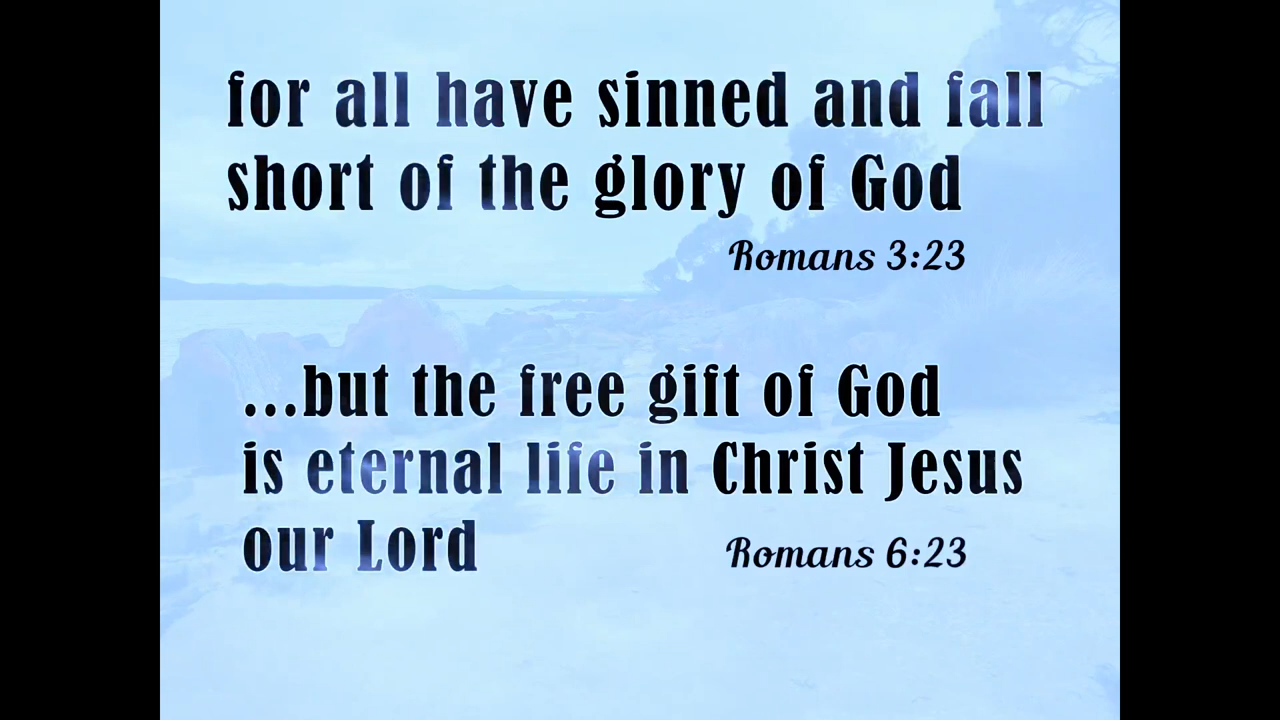 for all have sinned and fall
short of the glory of God
Romans 3:23
...but the free gift of God
is eternal life in Christ Jesus
our Lord
Romans 6:23